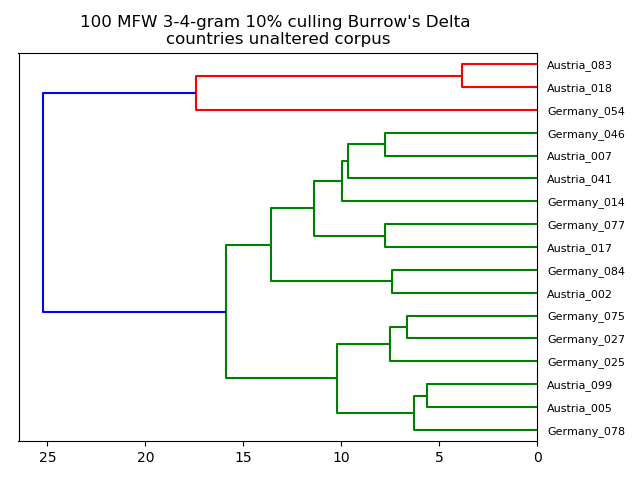 100 MFW 3-4-gram 10% culling Burrow's Delta
countries unaltered corpus
Austria_083
Austria_018
Germany_054
Germany_046
Austria_007
Austria_041
Germany_014
Germany_077
Austria_017
Germany_084
Austria_002
Germany_075
Germany_027
Germany_025
Austria_099
Austria_005
Germany_078
25 20 15 10 5 0